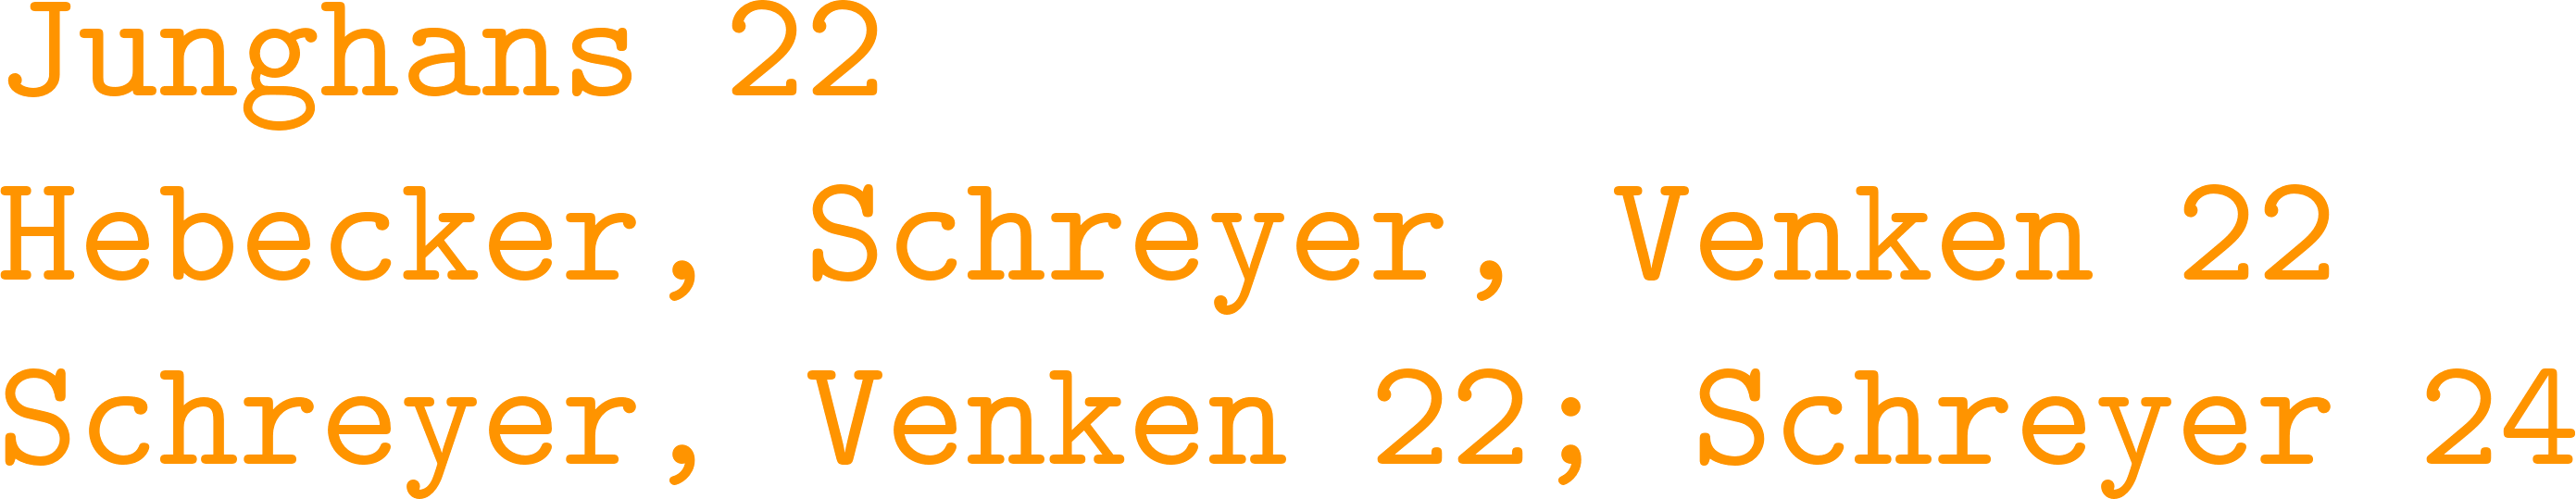 Junghans 22
Hebecker, Schreyer, Venken 22
Schreyer, Venken 22; Schreyer 24